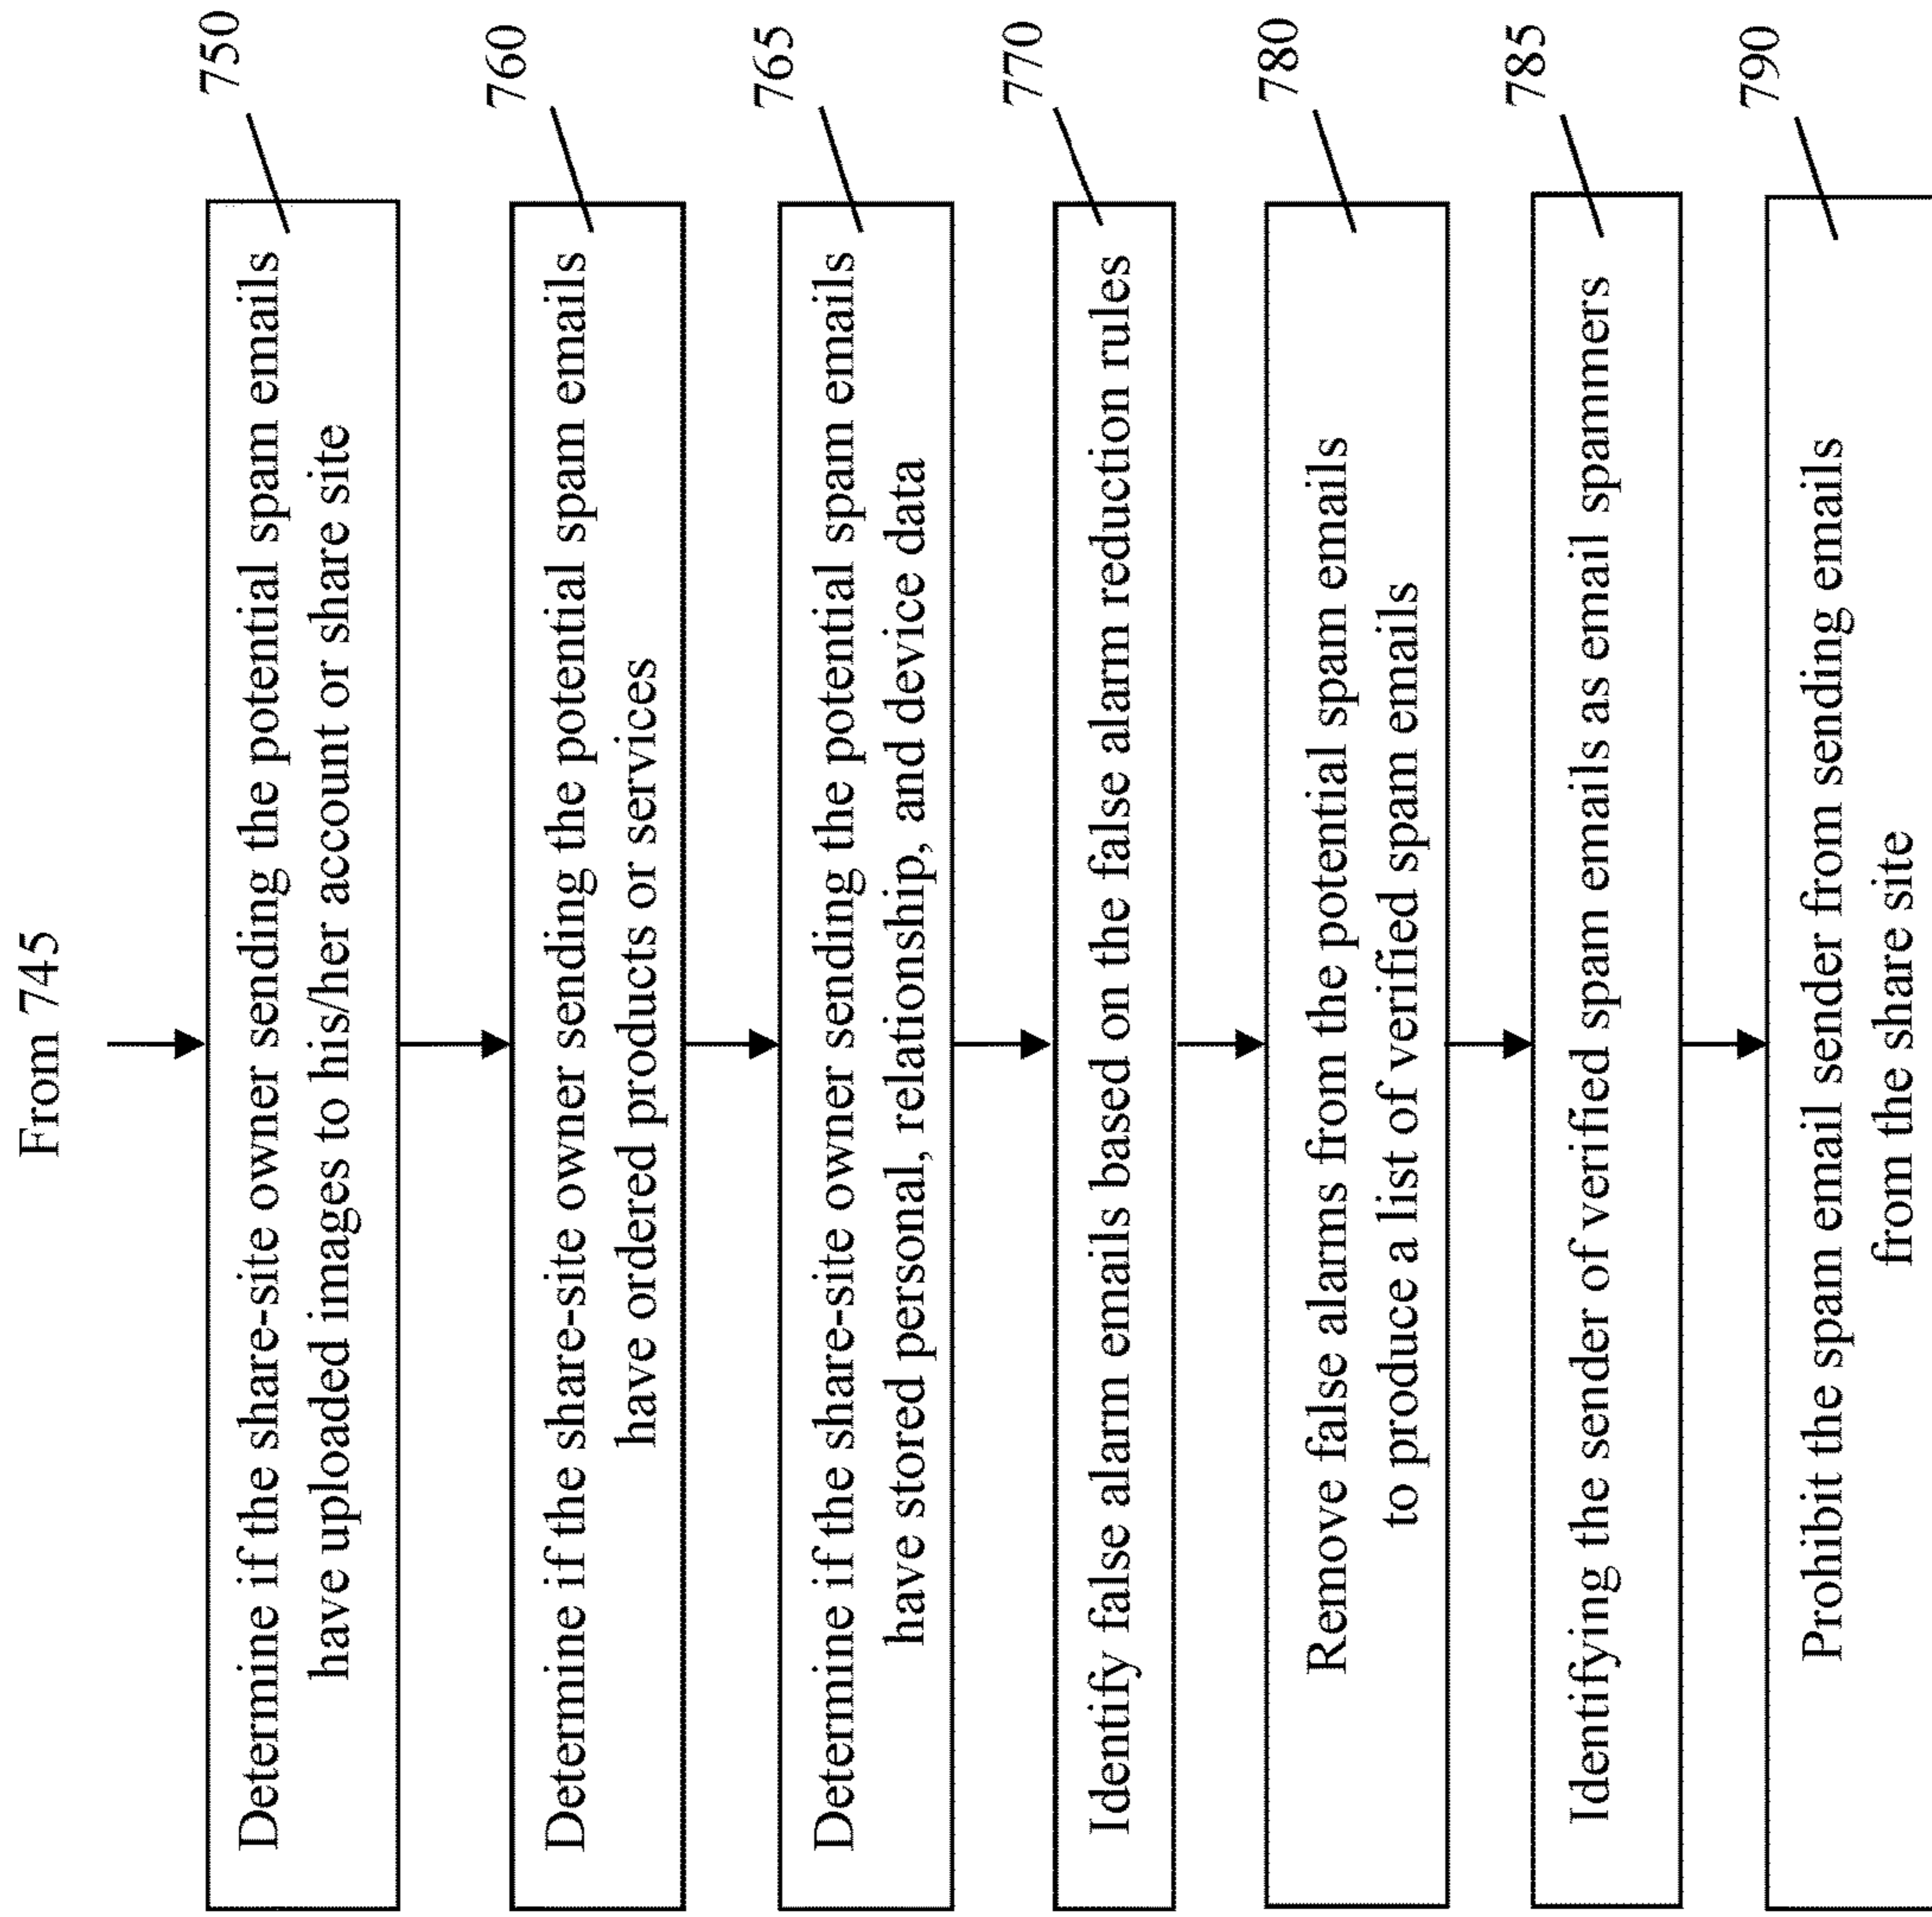 From 745
Determine if the share-site owner sending the potential spam emails
have uploaded images to his/her account or share site
750
Determine if the share-site owner sending the potential spam emails
have ordered products or services
760
Determine if the share-site owner sending the potential spam emails
have stored personal, relationship, and device data
765
Identify false alarm emails based on the false alarm reduction rules
770
Remove false alarms from the potential spam emails
to produce a list of verified spam emails
780
Identifying the sender of verified spam emails as email spammers
785
Prohibit the spam email sender from sending emails
from the share site
790